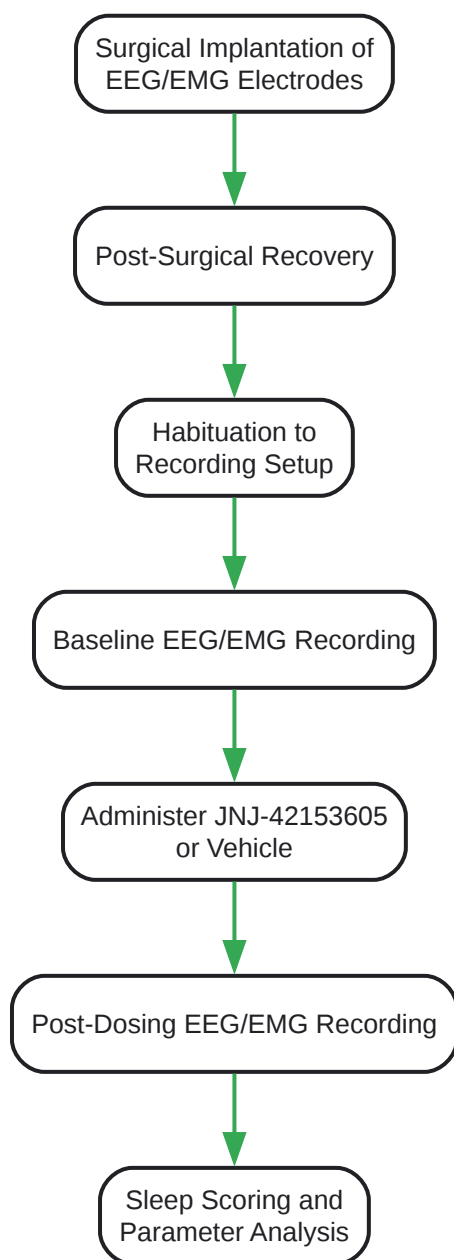 Surgical Implantation of
EEG/EMG Electrodes
Post-Surgical Recovery
Habituation to
Recording Setup
Baseline EEG/EMG Recording
Administer JNJ-42153605
or Vehicle
Post-Dosing EEG/EMG Recording
Sleep Scoring and
Parameter Analysis